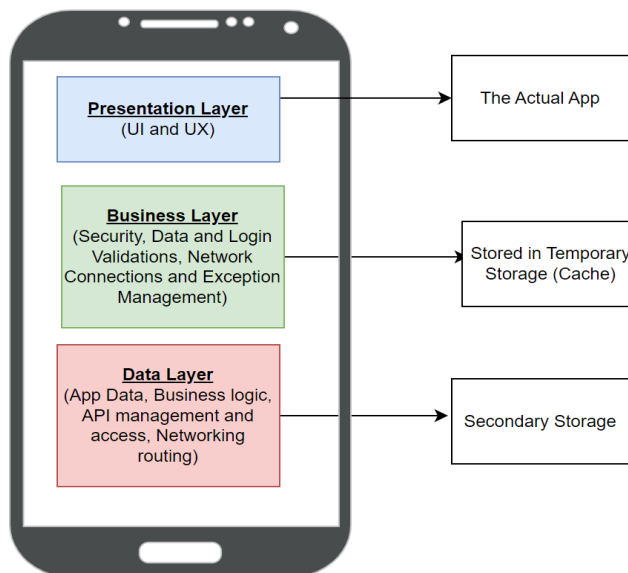 Presentation Layer
(UI and UX)
The Actual App
Business Layer
(Security, Data and Login
Validations, Network
Connections and Exception
Management)
Stored in Temporary
Storage (Cache)
Data Layer
(App Data, Business logic,
API management and
access, Networking
routing)
Secondary Storage